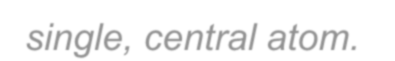 single, central atom.